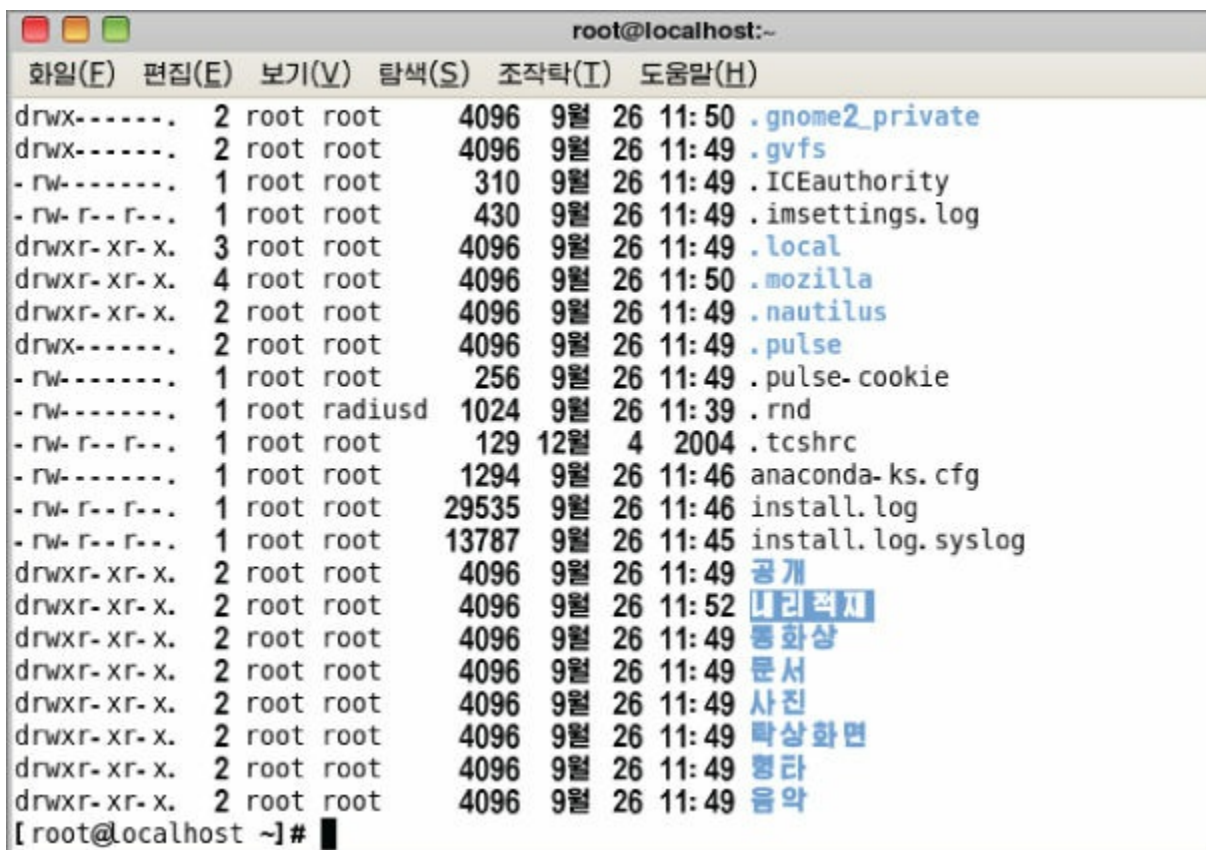 root@localhost:~
화일(F) 편집(E) 보기(V) 탐색(S) 조작탁(T) 도움말(H)
drwx------. 2 root root 4096 9월 26 11:50 .gnome2_private
drwx------. 2 root root 4096 9월 26 11:49 .gvfs
-rw-------. 1 root root 310 9월 26 11:49 .ICEauthority
-rw-r--r--. 1 root root 430 9월 26 11:49 .imsettings.log
drwxr-xr-x. 3 root root 4096 9월 26 11:49 .local
drwxr-xr-x. 4 root root 4096 9월 26 11:50 .mozilla
drwxr-xr-x. 2 root root 4096 9월 26 11:49 .nautilus
drwx------. 2 root root 4096 9월 26 11:49 .pulse
-rw-------. 1 root root 256 9월 26 11:49 .pulse-cookie
-rw-------. 1 root radiusd 1024 9월 26 11:39 .rnd
-rw-r--r--. 1 root root 129 12월 4 2004 .tcshrc
-rw-------. 1 root root 1294 9월 26 11:46 anaconda-ks.cfg
-rw-r--r--. 1 root root 29535 9월 26 11:46 install.log
-rw-r--r--. 1 root root 13787 9월 26 11:45 install.log.syslog
drwxr-xr-x. 2 root root 4096 9월 26 11:49 공개
drwxr-xr-x. 2 root root 4096 9월 26 11:52 내리적재
drwxr-xr-x. 2 root root 4096 9월 26 11:49 동화상
drwxr-xr-x. 2 root root 4096 9월 26 11:49 문서
drwxr-xr-x. 2 root root 4096 9월 26 11:49 사진
drwxr-xr-x. 2 root root 4096 9월 26 11:49 탁상화면
drwxr-xr-x. 2 root root 4096 9월 26 11:49 형타
drwxr-xr-x. 2 root root 4096 9월 26 11:49 음악
[root@localhost ~]#